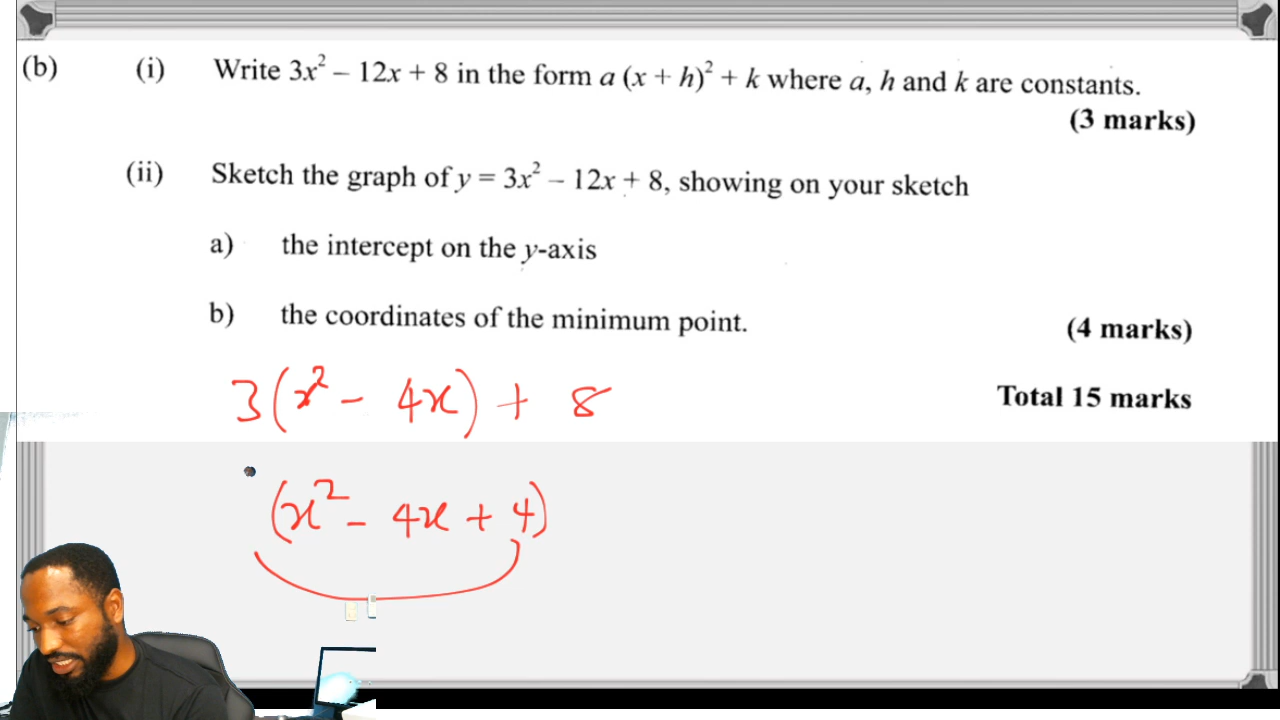 (b) (i) Write 3x² – 12x + 8 in the form a (x + h)² + k where a, h and k are constants.
(3 marks)
(ii) Sketch the graph of y = 3x² – 12x + 8, showing on your sketch
a) the intercept on the y-axis
b) the coordinates of the minimum point.
(4 marks)
3(x² - 4x) + 8
Total 15 marks
(x² - 4x + 4)